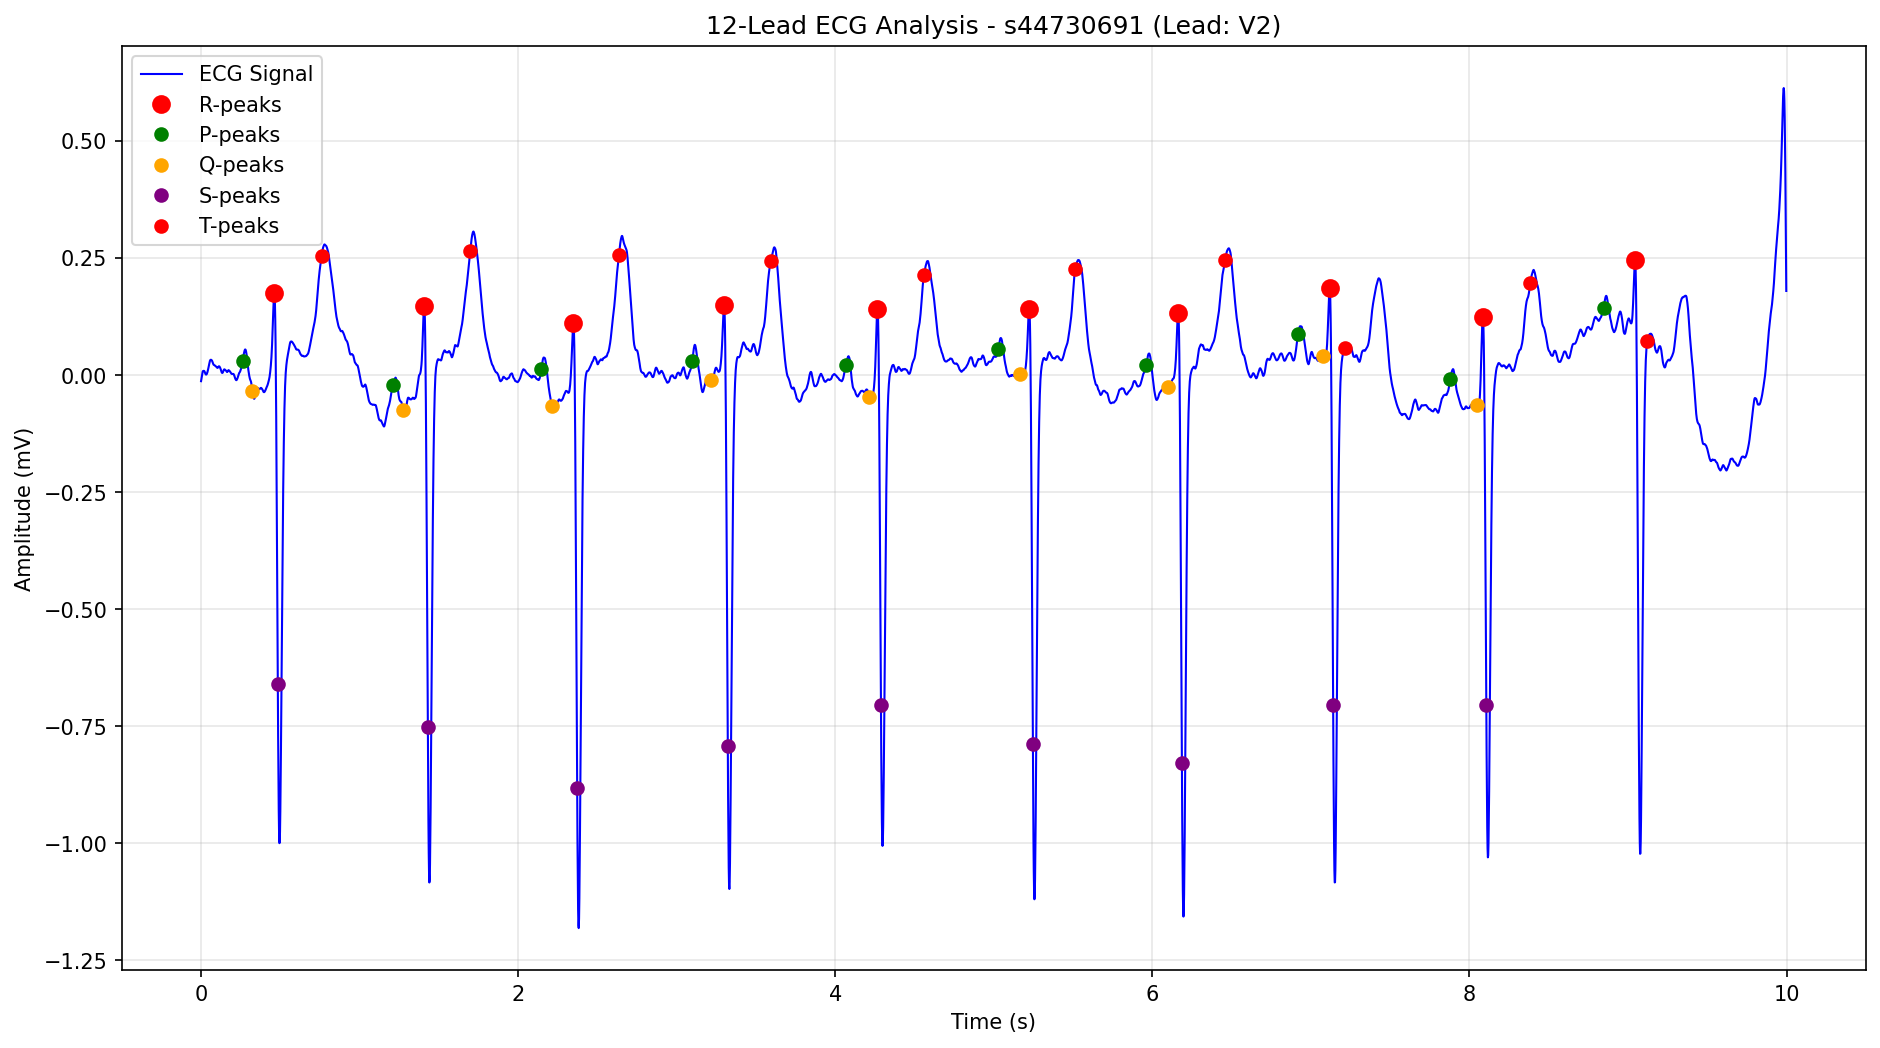 12-Lead ECG Analysis - s44730691 (Lead: V2)
ECG Signal
R-peaks
P-peaks
Q-peaks
S-peaks
T-peaks
Amplitude (mV)
0.50
0.25
0.00
−0.25
−0.50
−0.75
−1.00
−1.25
0 2 4 6 8 10
Time (s)